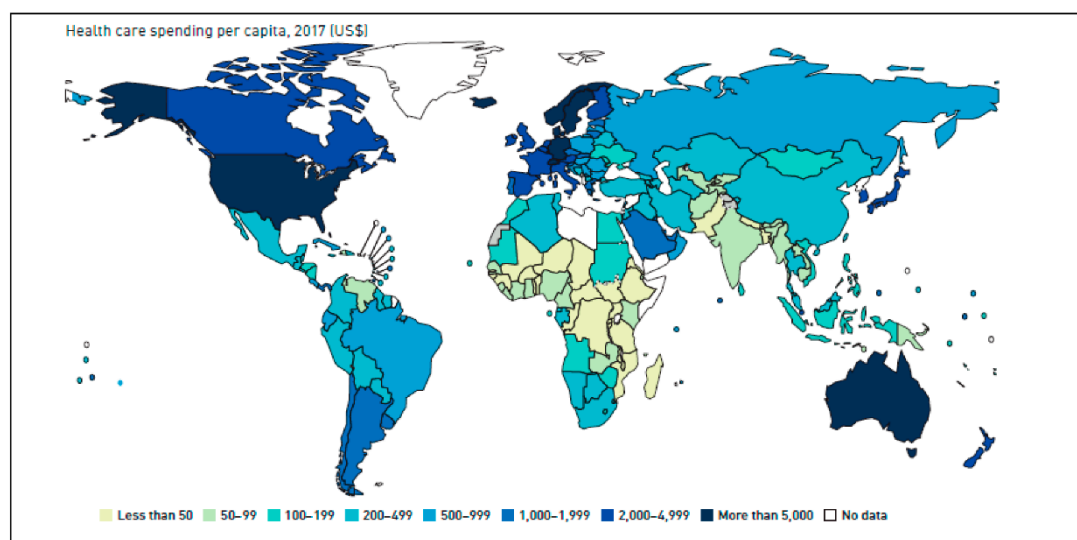 Health care spending per capita, 2017 (US$)
Less than 50 50–99 100–199 200–499 500–999 1,000–1,999 2,000–4,999 More than 5,000 No data